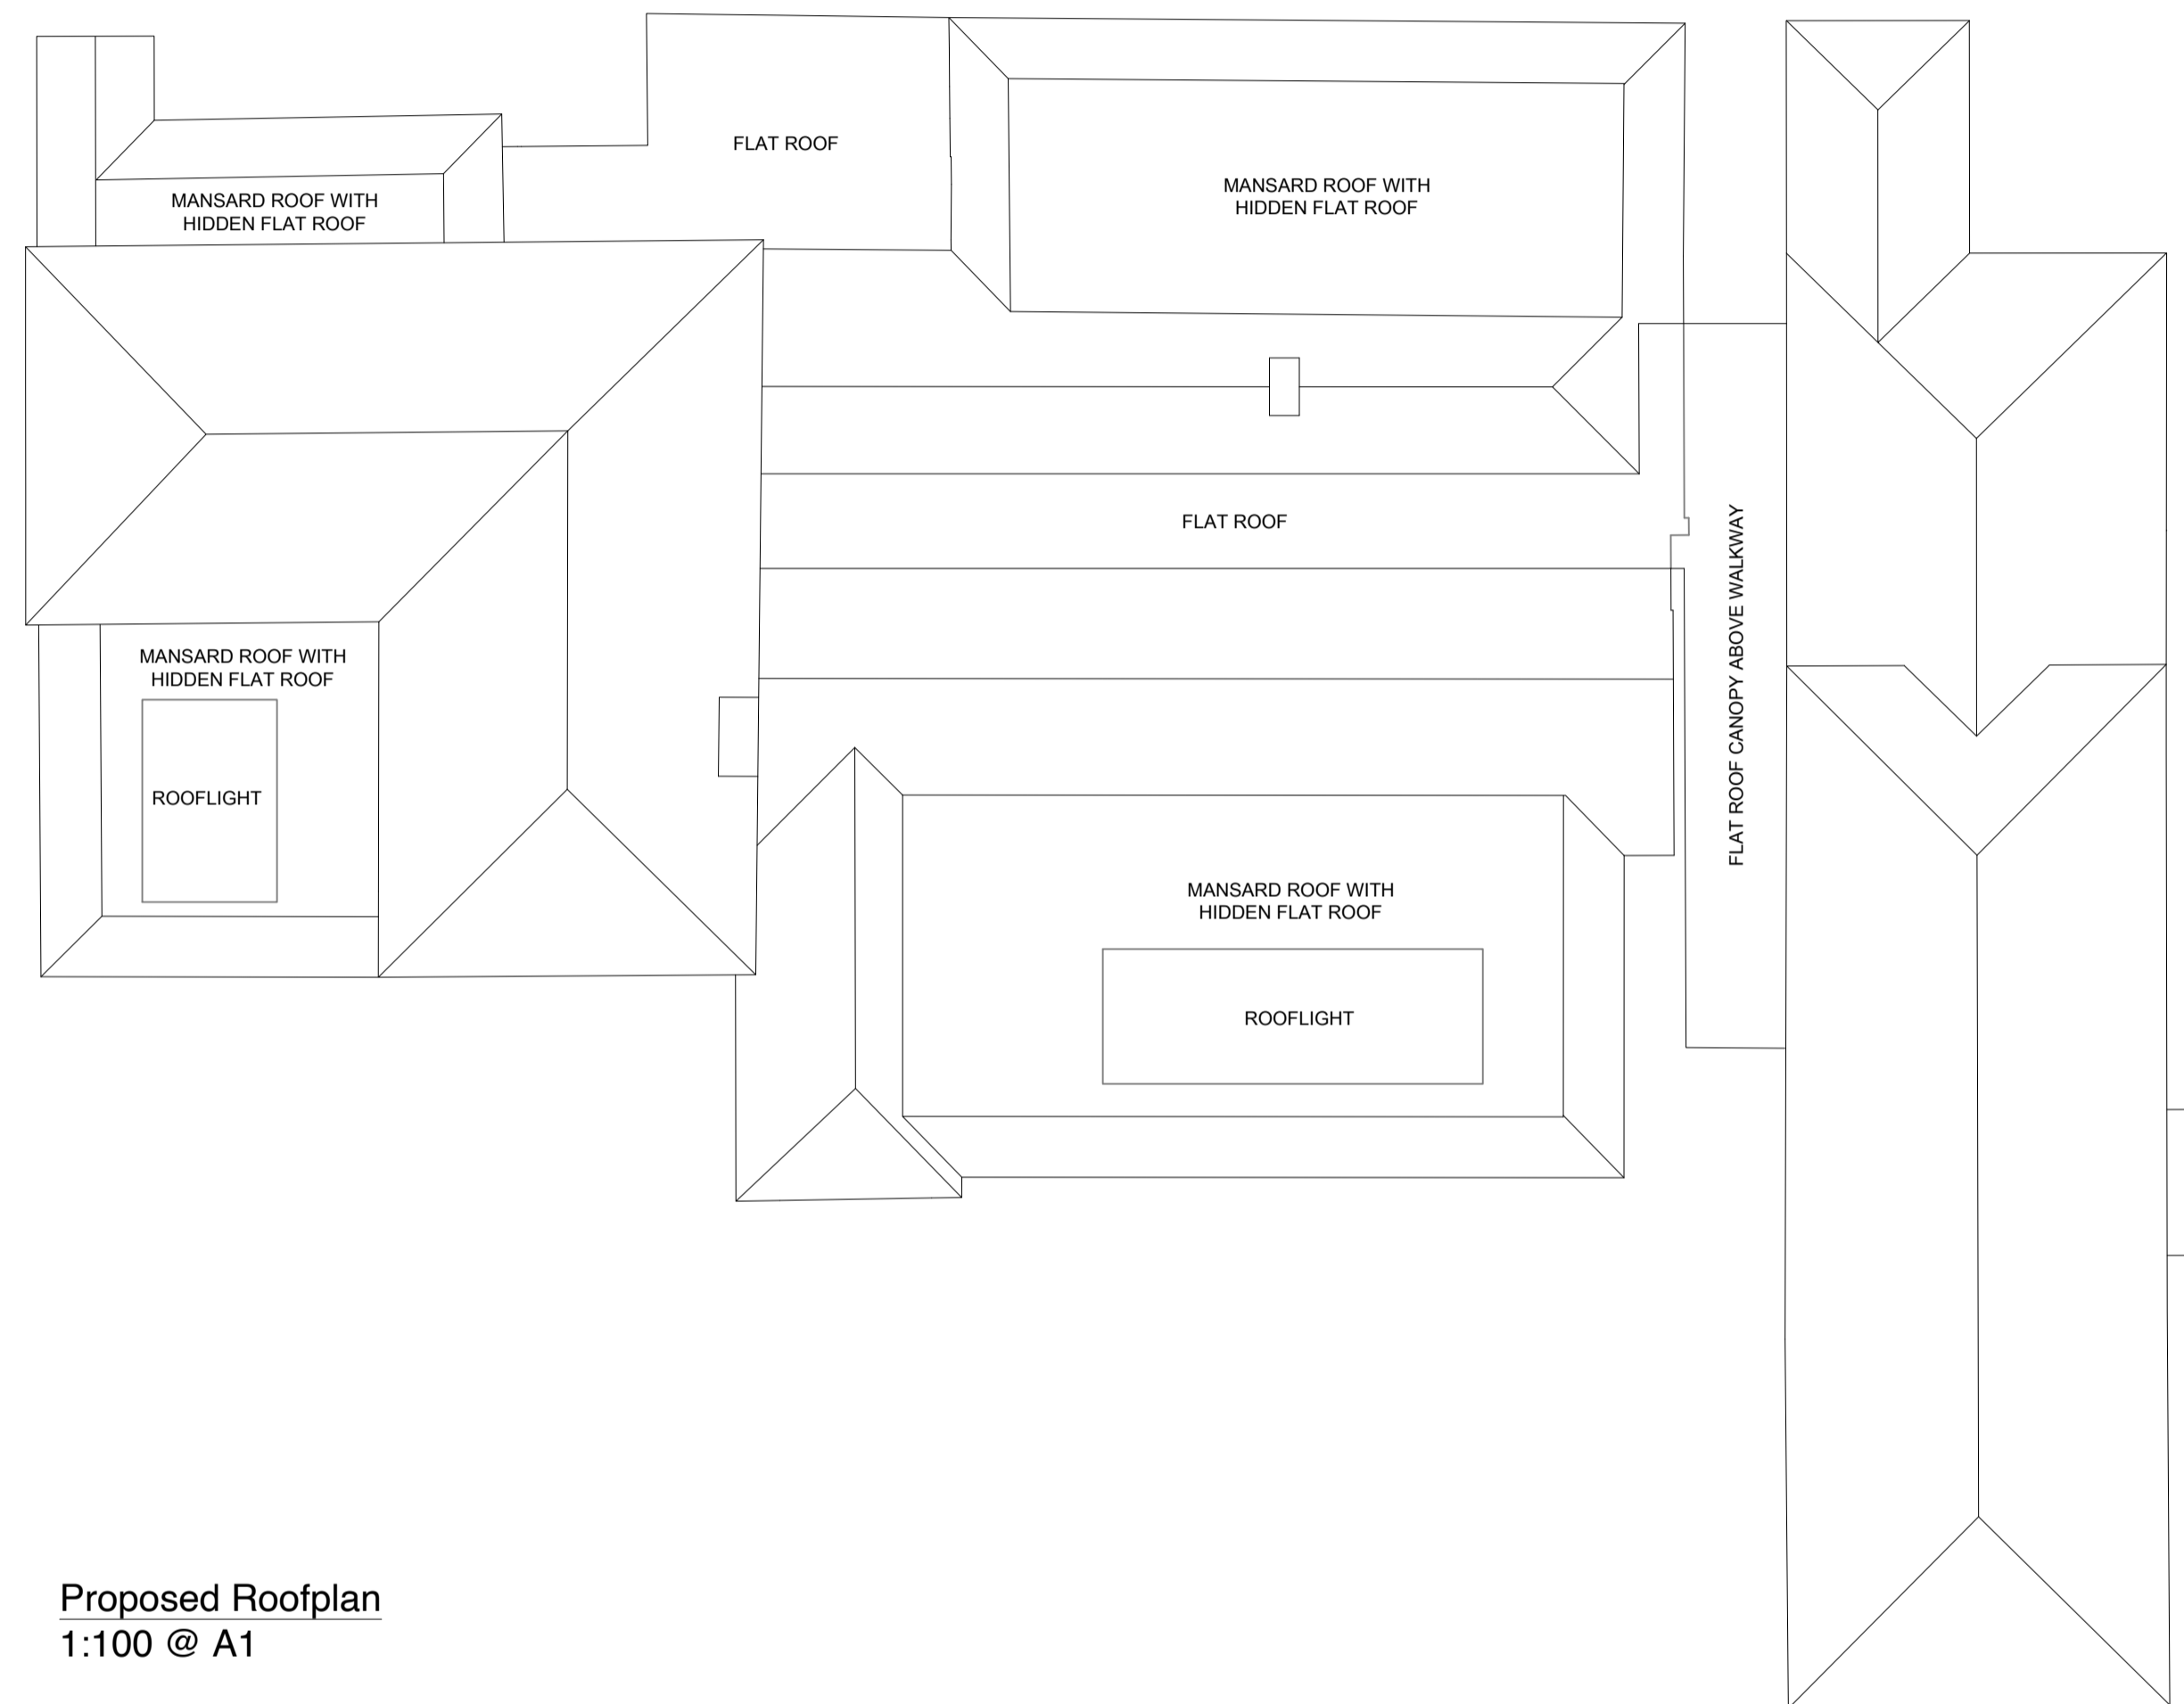 FLAT ROOF
MANSARD ROOF WITH
HIDDEN FLAT ROOF
MANSARD ROOF WITH
HIDDEN FLAT ROOF
FLAT ROOF
FLAT ROOF CANOPY ABOVE WALKWAY
MANSARD ROOF WITH
HIDDEN FLAT ROOF
ROOFLIGHT
MANSARD ROOF WITH
HIDDEN FLAT ROOF
ROOFLIGHT
Proposed Roofplan
1:100 @ A1